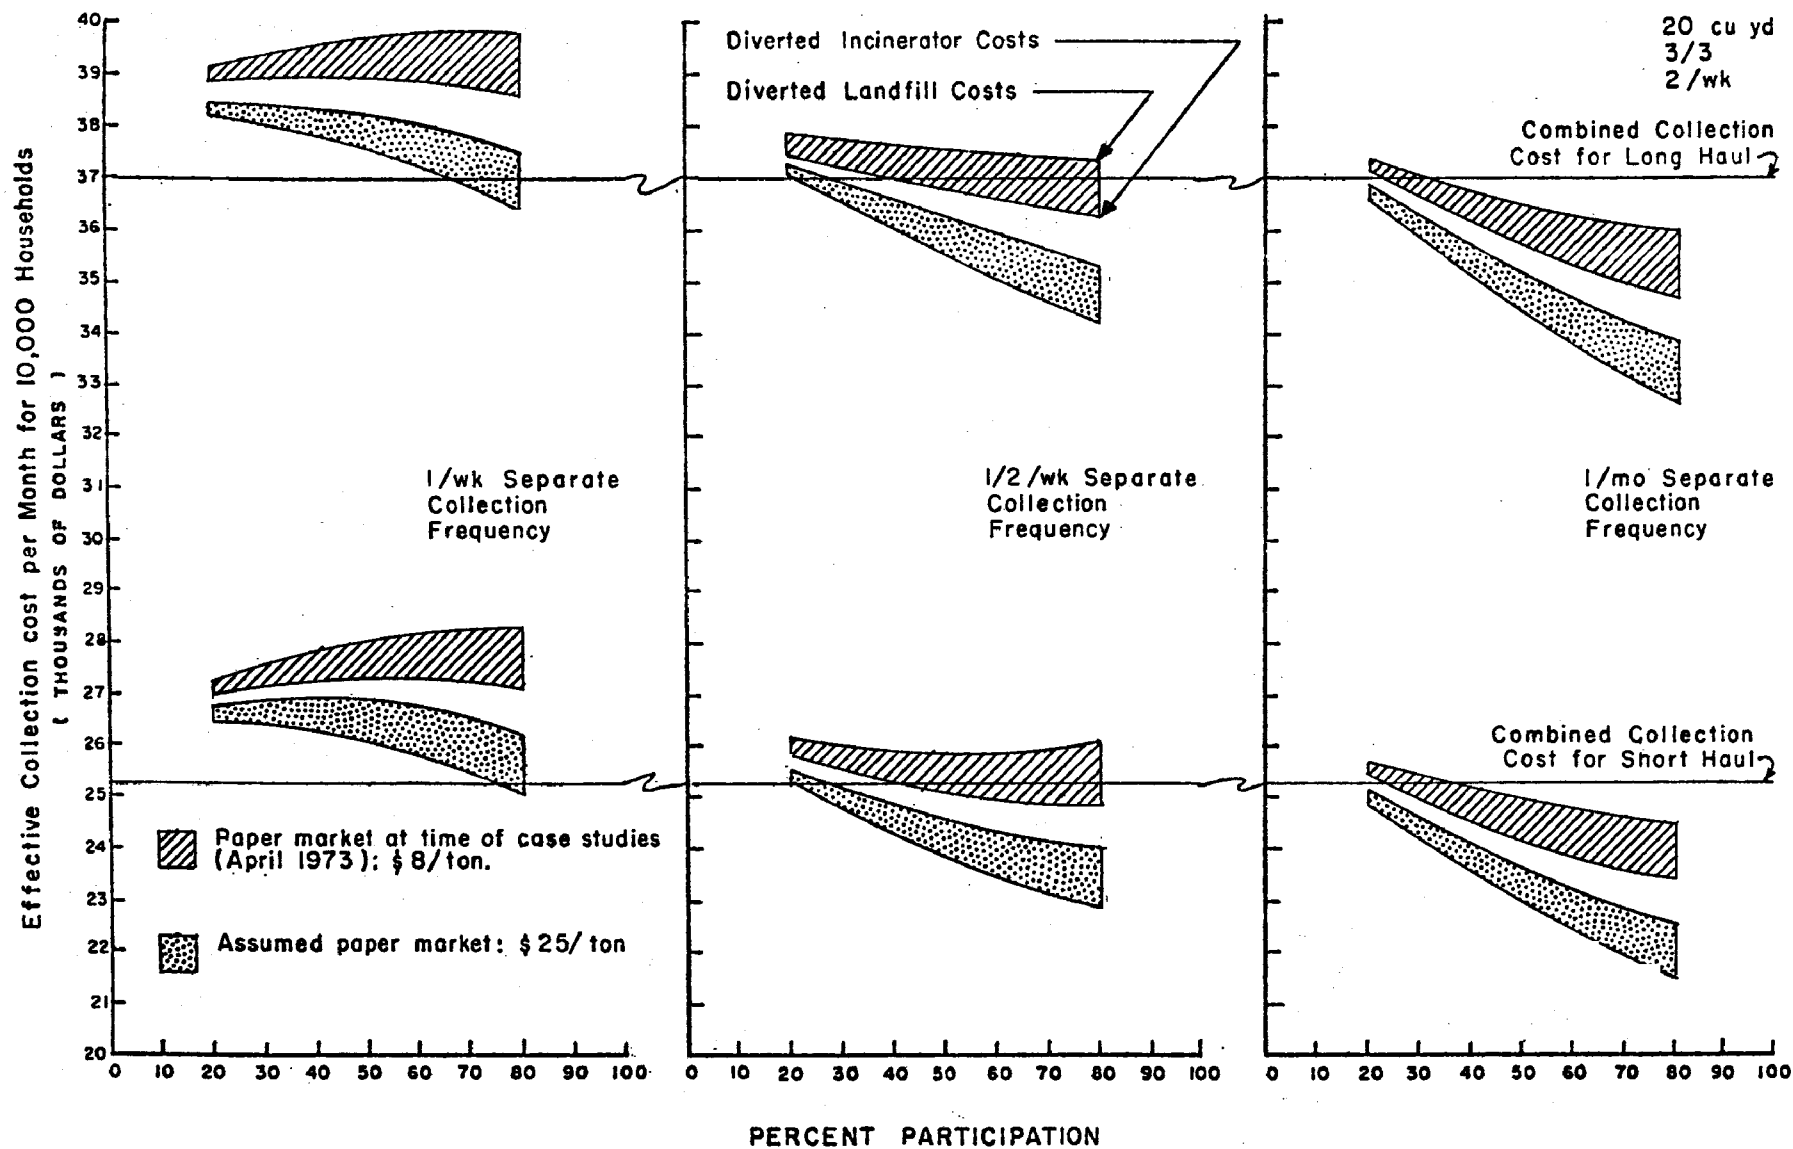 Effective Collection cost per Month for 10,000 Households
( THOUSANDS OF DOLLARS )
40
39
38
37
36
35
34
33
32
31
30
29
28
27
26
25
24
23
22
21
20
Diverted Incinerator Costs
Diverted Landfill Costs
20 cu yd
3/3
2/wk
Combined Collection
Cost for Long Haul
1/wk Separate
Collection
Frequency
1/2/wk Separate
Collection
Frequency
1/mo Separate
Collection
Frequency
Combined Collection
Cost for Short Haul
Paper market at time of case studies
(April 1973): $8/ton.
Assumed paper market: $25/ton
0 20 30 40 50 60 70 80 90 100
0 10 20 30 40 50 60 70 80 90 100
0 10 20 30 40 50 60 70 80 90 100
PERCENT PARTICIPATION